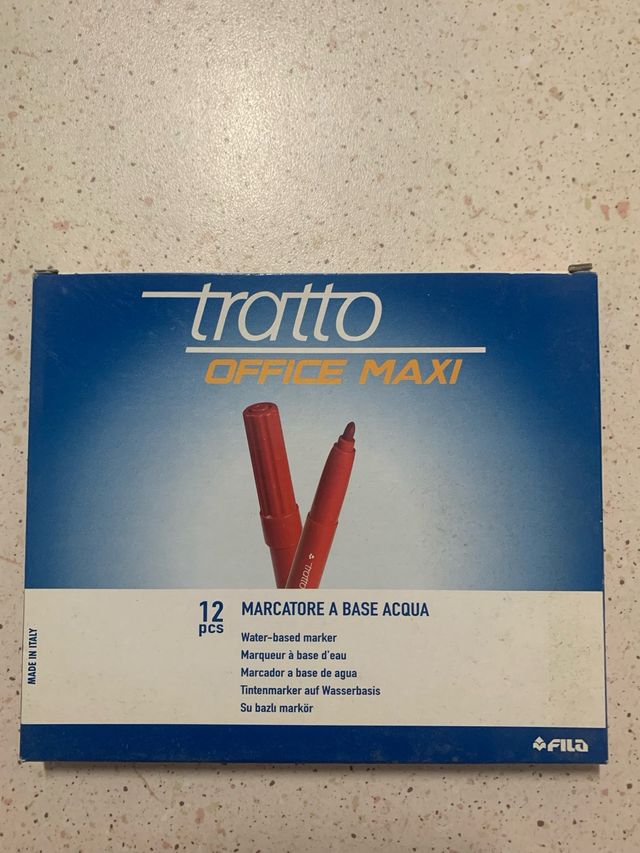 tratto
OFFICE MAXI
tratto
12
pcs
MARCATORE A BASE ACQUA
Water-based marker
Marqueur à base d'eau
Marcador a base de agua
Tintenmarker auf Wasserbasis
Su bazlı markör
MADE IN ITALY
FILA